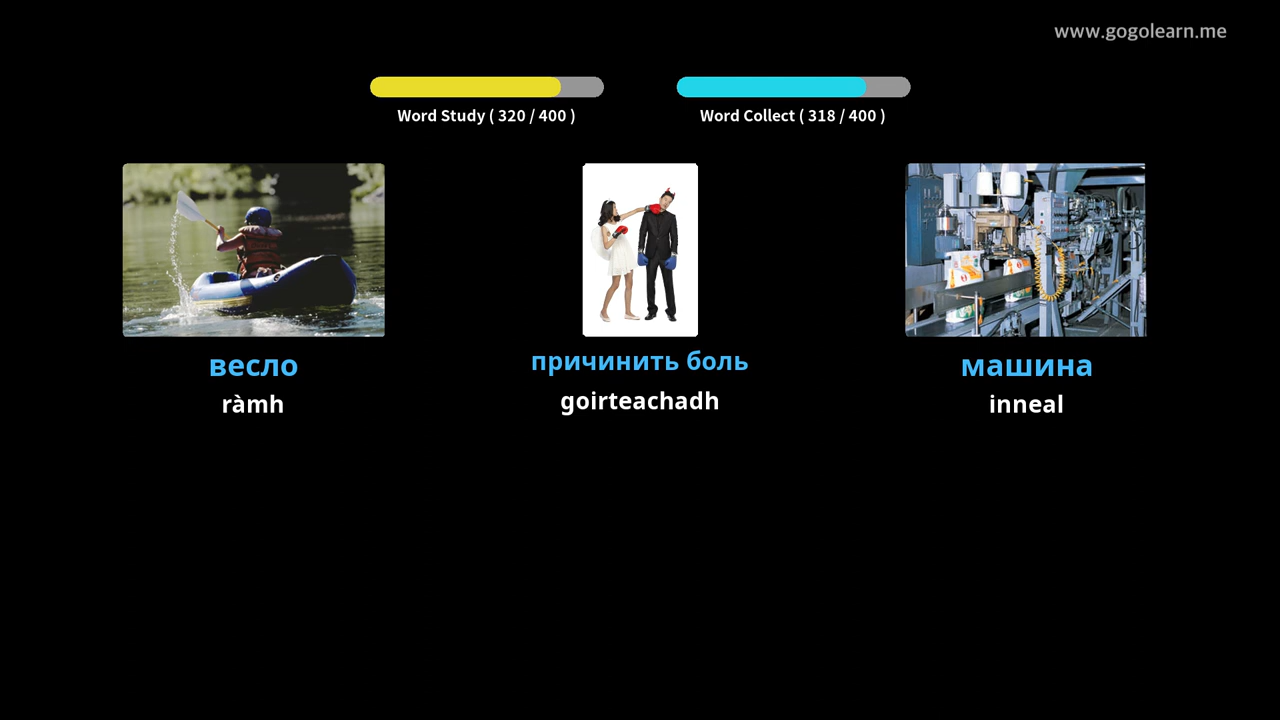 www.gogolearn.me
Word Study ( 320 / 400 )
Word Collect ( 318 / 400 )
весло
ràmh
причинить боль
goirteachadh
машина
inneal